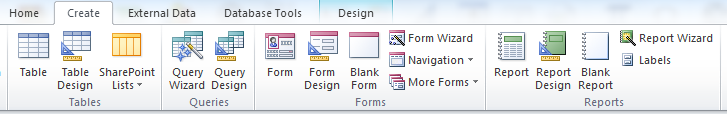 Home Create External Data Database Tools Design
Table Table Design SharePoint Lists
Tables
Query Wizard Query Design
Queries
Form Form Design Blank Form
Form Wizard
Navigation
More Forms
Forms
Report Report Design Blank Report
Report Wizard
Labels
Reports